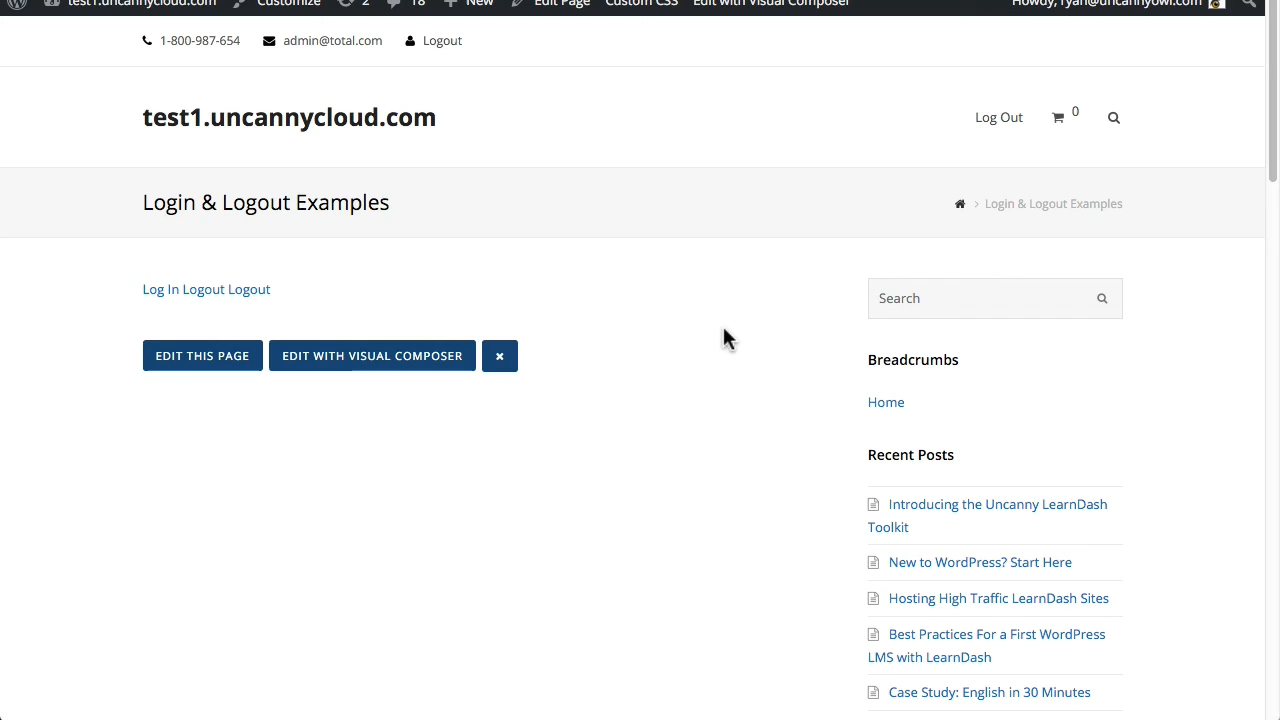 test1.uncannycloud.com Customize 2 18 New Edit Page Custom CSS Edit with Visual Composer Howdy, ryan@uncannyowl.com
1-800-987-654 admin@total.com Logout
test1.uncannycloud.com
Log Out 0
Login & Logout Examples
Login & Logout Examples
Log In Logout Logout
EDIT THIS PAGE EDIT WITH VISUAL COMPOSER
Search
Breadcrumbs
Home
Recent Posts
Introducing the Uncanny LearnDash
Toolkit
New to WordPress? Start Here
Hosting High Traffic LearnDash Sites
Best Practices For a First WordPress
LMS with LearnDash
Case Study: English in 30 Minutes